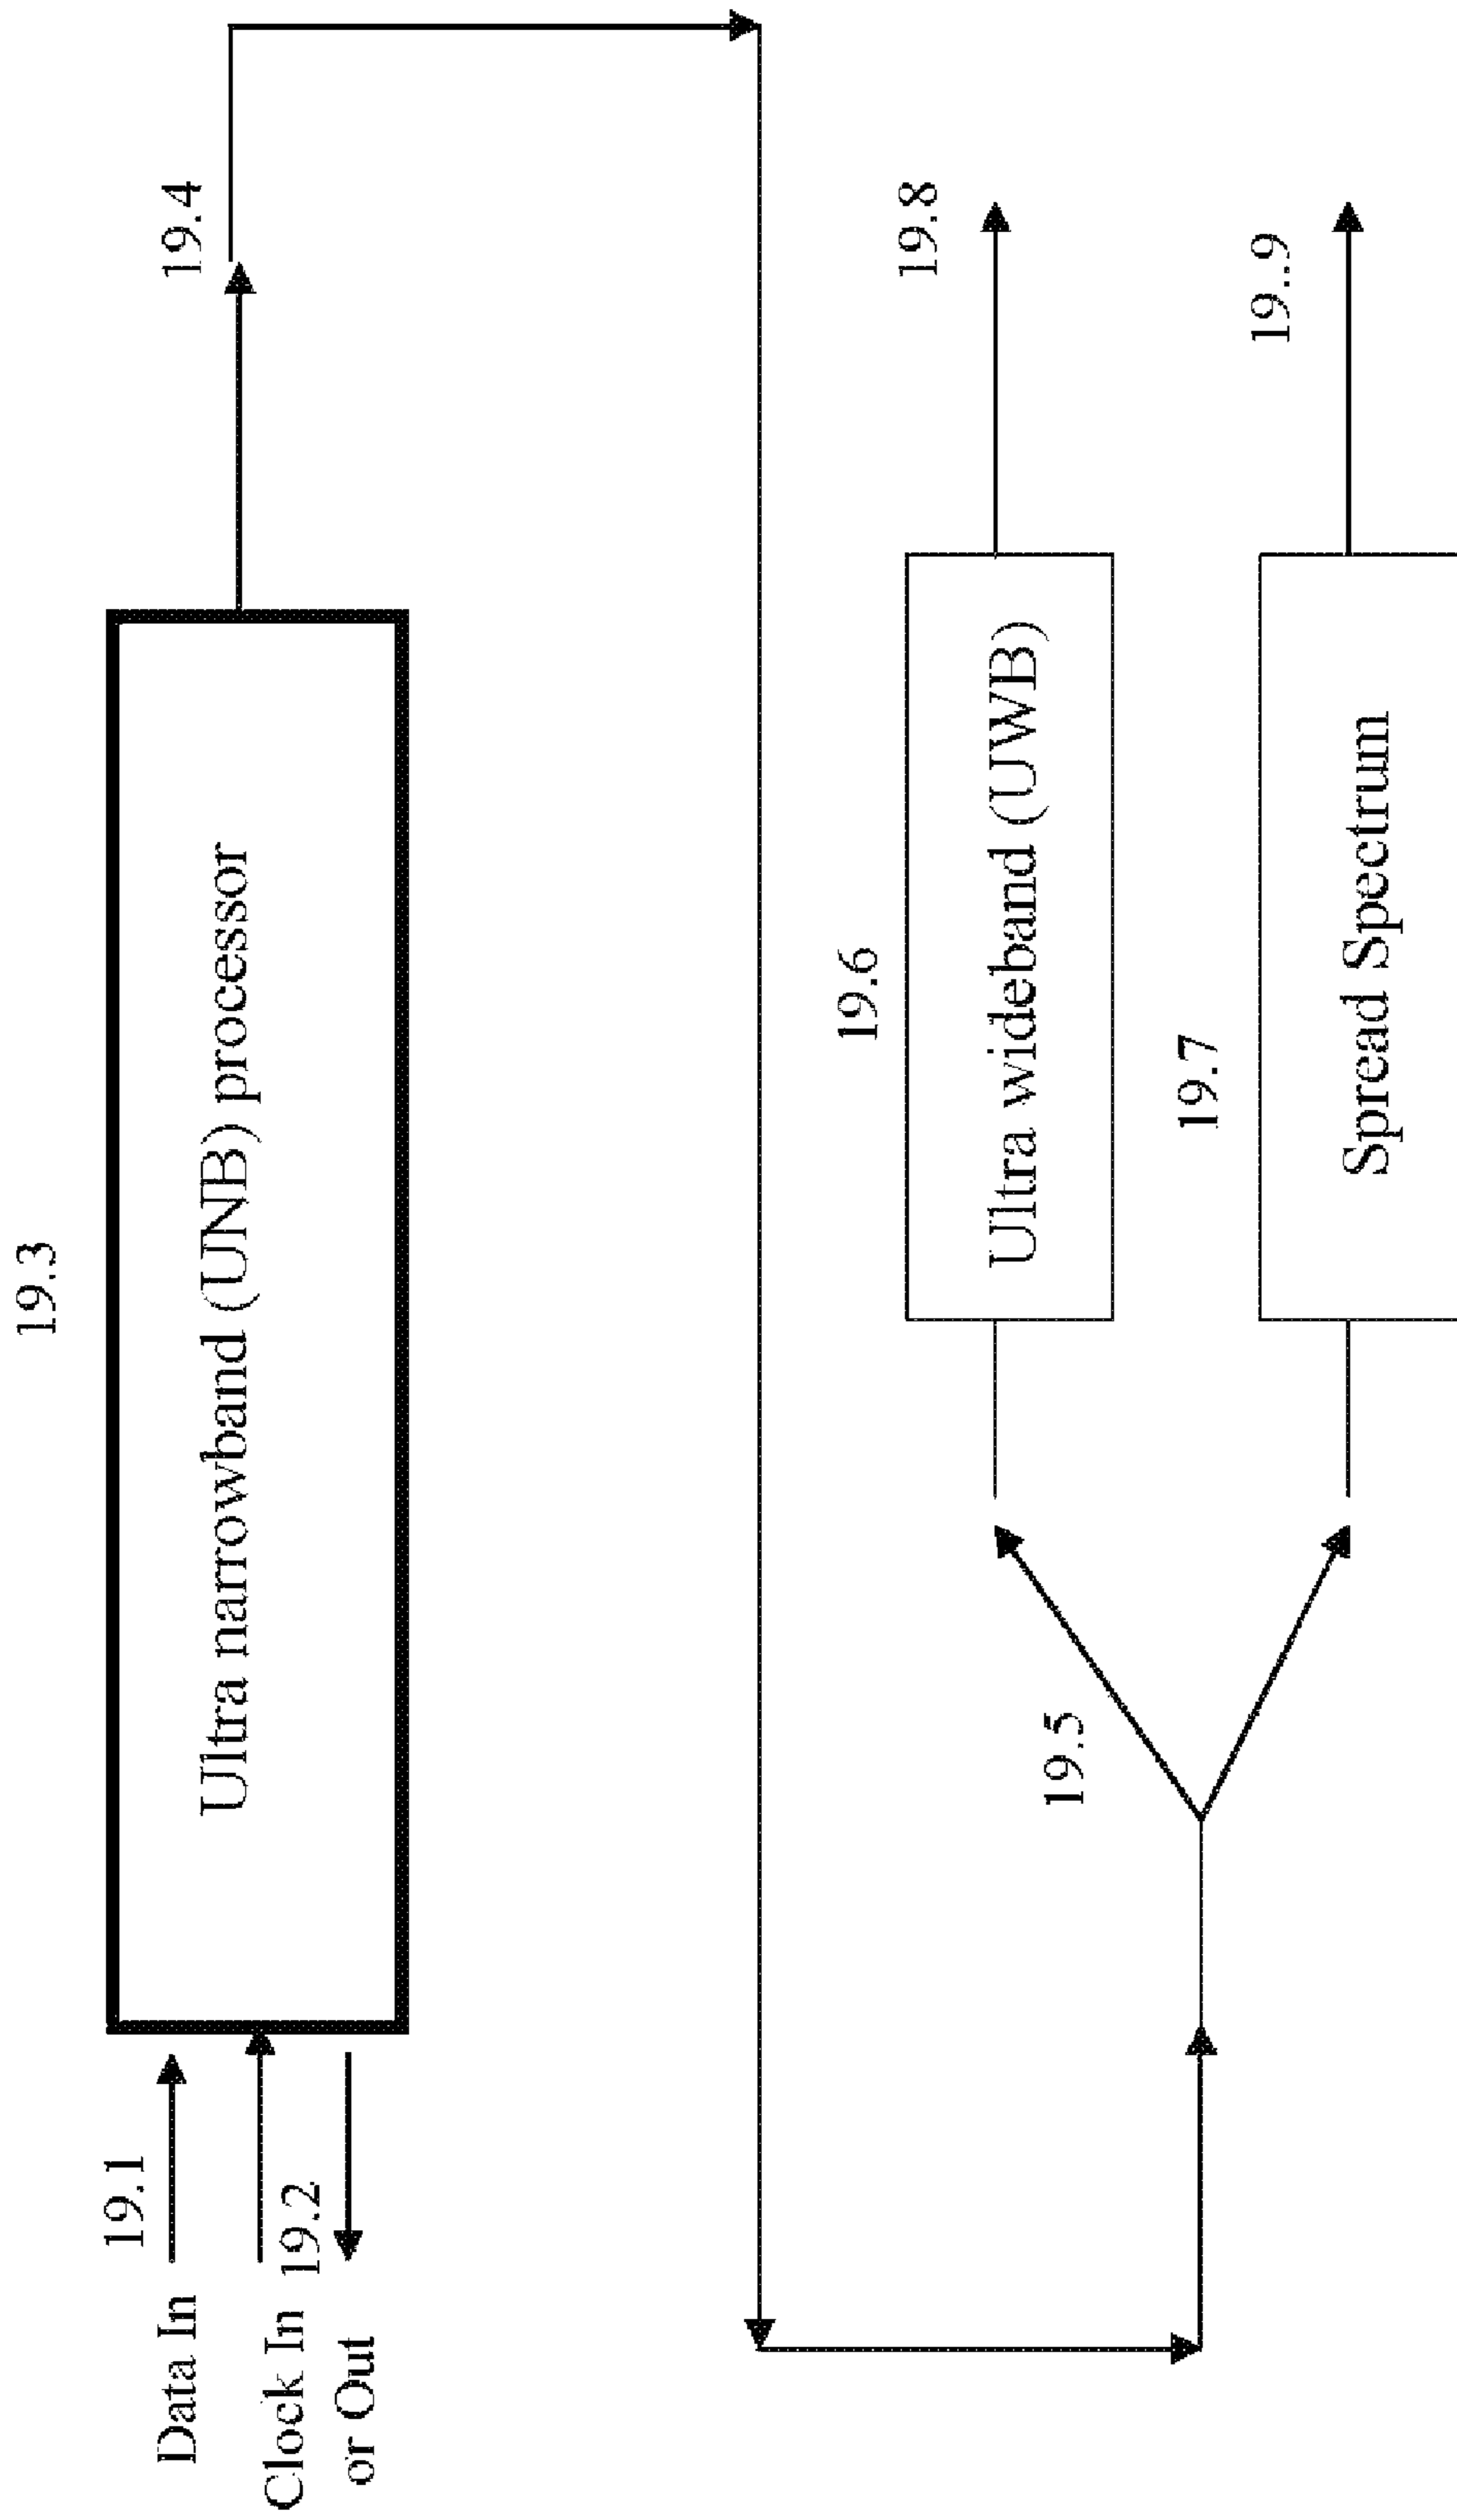 19.3
Ultra narrowband (UNB) processor
19.1
Data In
Clock In 19.2
or Out
19.4
19.5
19.6
Ultra wideband (UWB)
19.8
19.7
Spread Spectrum
19..9